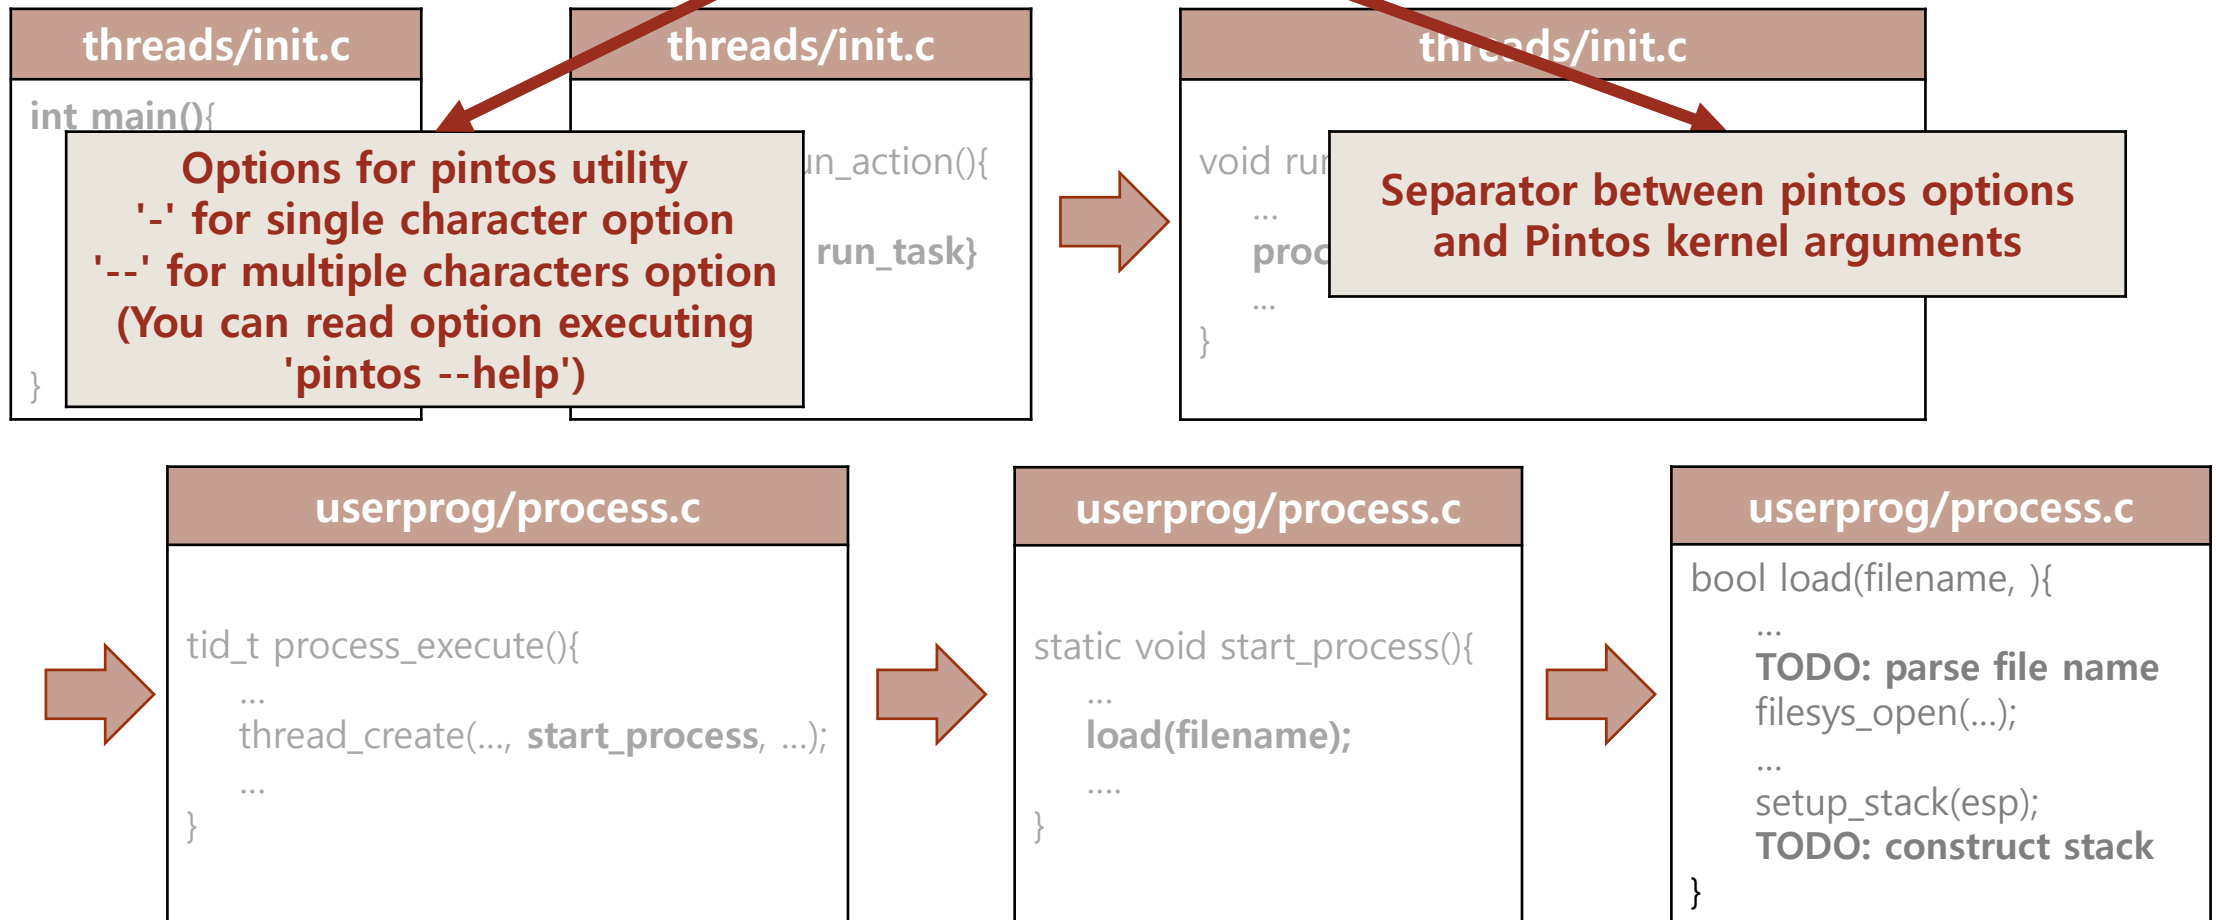 threads/init.c
int main(){
}
threads/init.c
run_task}
threads/init.c
void
...
...
}
Options for pintos utility
'-' for single character option
'--' for multiple characters option
(You can read option executing
'pintos --help')
Separator between pintos options
and Pintos kernel arguments
userprog/process.c
tid_t process_execute(){
...
thread_create(..., start_process, ...);
...
}
userprog/process.c
static void start_process(){
...
load(filename);
....
}
userprog/process.c
bool load(filename, ){
...
TODO: parse file name
filesys_open(...);
...
setup_stack(esp);
TODO: construct stack
}